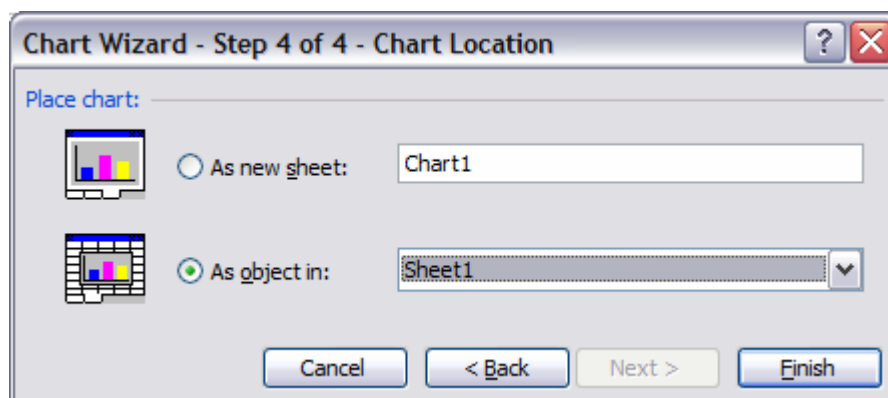 Chart Wizard - Step 4 of 4 - Chart Location
?
Place chart:
As new sheet: Chart1
As object in: Sheet1
Cancel < Back Next > Finish